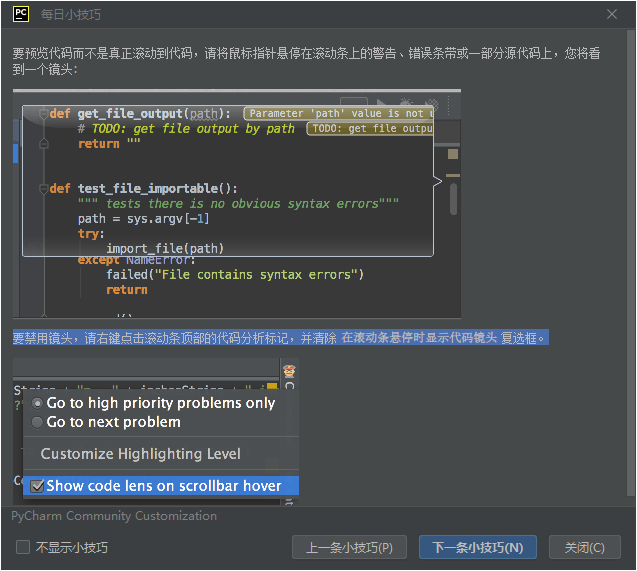 PC
每日小技巧
要预览代码而不是真正滚动到代码，请将鼠标指针悬停在滚动条上的警告、错误条带或一部分源代码上，您将看
到一个镜头：
def get_file_output(path): Parameter 'path' value is not u
# TODO: get file output by path TODO: get file outpu
return ""
def test_file_importable():
""" tests there is no obvious syntax errors"""
path = sys.argv[-1]
try:
import_file(path)
except NameError:
failed("File contains syntax errors")
return
要禁用镜头，请右键点击滚动条顶部的代码分析标记，并清除 在滚动条悬停时显示代码镜头 复选框。
Go to high priority problems only
Go to next problem
Customize Highlighting Level
Show code lens on scrollbar hover
PyCharm Community Customization
不显示小技巧
上一条小技巧(P)
下一条小技巧(N)
关闭(C)